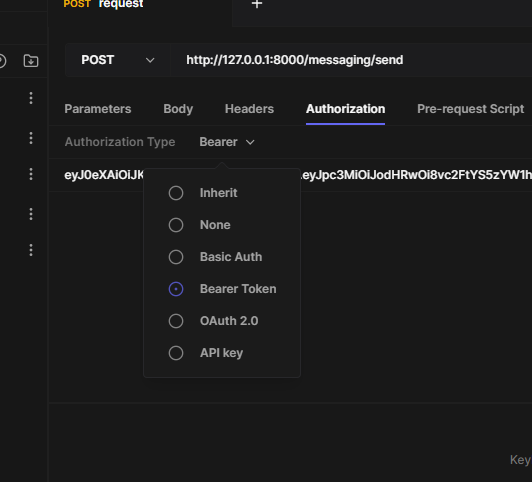 POST request +
POST http://127.0.0.1:8000/messaging/send
Parameters Body Headers Authorization Pre-request Script
Authorization Type Bearer
eyJ0eXAiOiJK .eyJpc3MiOiJodHRwOi8vc2FtYS5zYW1h
Inherit
None
Basic Auth
Bearer Token
OAuth 2.0
API key
Key